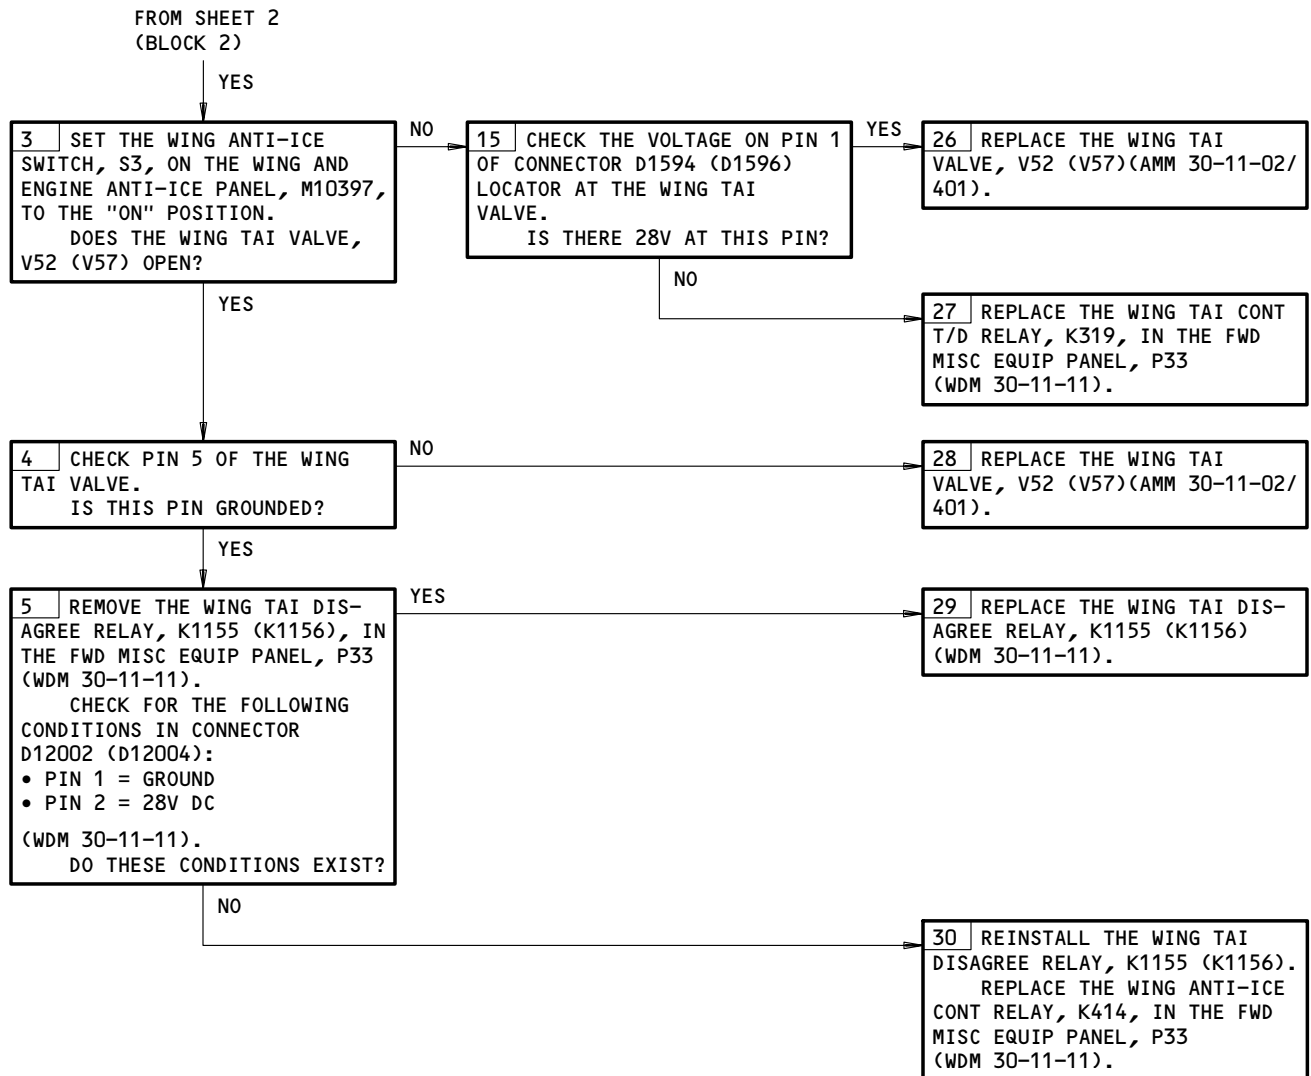 FROM SHEET 2
(BLOCK 2)
YES
3 SET THE WING ANTI-ICE
SWITCH, S3, ON THE WING AND
ENGINE ANTI-ICE PANEL, M10397,
TO THE "ON" POSITION.
DOES THE WING TAI VALVE,
V52 (V57) OPEN?
NO
15 CHECK THE VOLTAGE ON PIN 1
OF CONNECTOR D1594 (D1596)
LOCATOR AT THE WING TAI
VALVE.
IS THERE 28V AT THIS PIN?
YES
26 REPLACE THE WING TAI
VALVE, V52 (V57)(AMM 30-11-02/
401).
NO
27 REPLACE THE WING TAI CONT
T/D RELAY, K319, IN THE FWD
MISC EQUIP PANEL, P33
(WDM 30-11-11).
YES
4 CHECK PIN 5 OF THE WING
TAI VALVE.
IS THIS PIN GROUNDED?
NO
28 REPLACE THE WING TAI
VALVE, V52 (V57)(AMM 30-11-02/
401).
YES
5 REMOVE THE WING TAI DIS-
AGREE RELAY, K1155 (K1156), IN
THE FWD MISC EQUIP PANEL, P33
(WDM 30-11-11).
CHECK FOR THE FOLLOWING
CONDITIONS IN CONNECTOR
D12002 (D12004):
• PIN 1 = GROUND
• PIN 2 = 28V DC
(WDM 30-11-11).
DO THESE CONDITIONS EXIST?
YES
29 REPLACE THE WING TAI DIS-
AGREE RELAY, K1155 (K1156)
(WDM 30-11-11).
NO
30 REINSTALL THE WING TAI
DISAGREE RELAY, K1155 (K1156).
REPLACE THE WING ANTI-ICE
CONT RELAY, K414, IN THE FWD
MISC EQUIP PANEL, P33
(WDM 30-11-11).